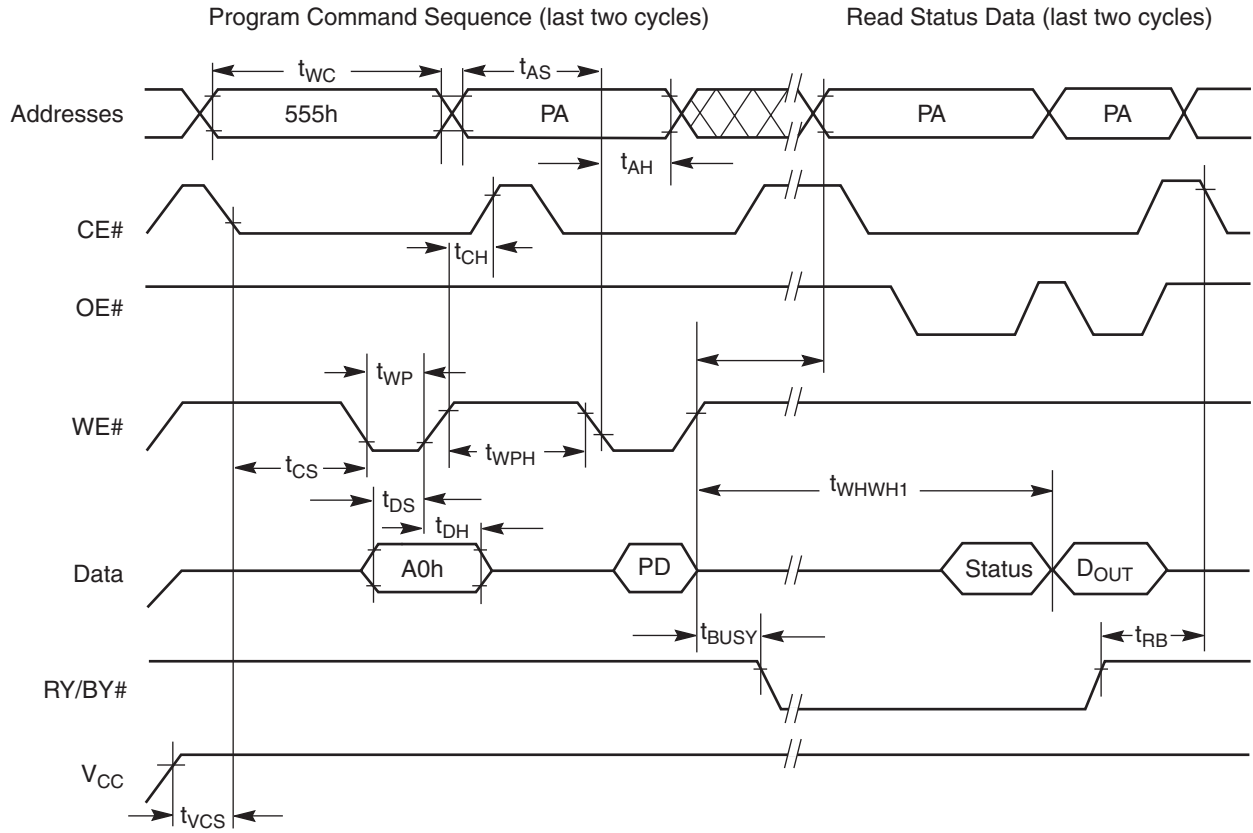 Program Command Sequence (last two cycles)
Read Status Data (last two cycles)
tWC
tAS
Addresses
555h
PA
PA
PA
tAH
CE#
tCH
OE#
tWP
WE#
tWPH
tCS
tWHWH1
tDS
tDH
Data
A0h
PD
Status
DOUT
tBUSY
tRB
RY/BY#
VCC
tVCS